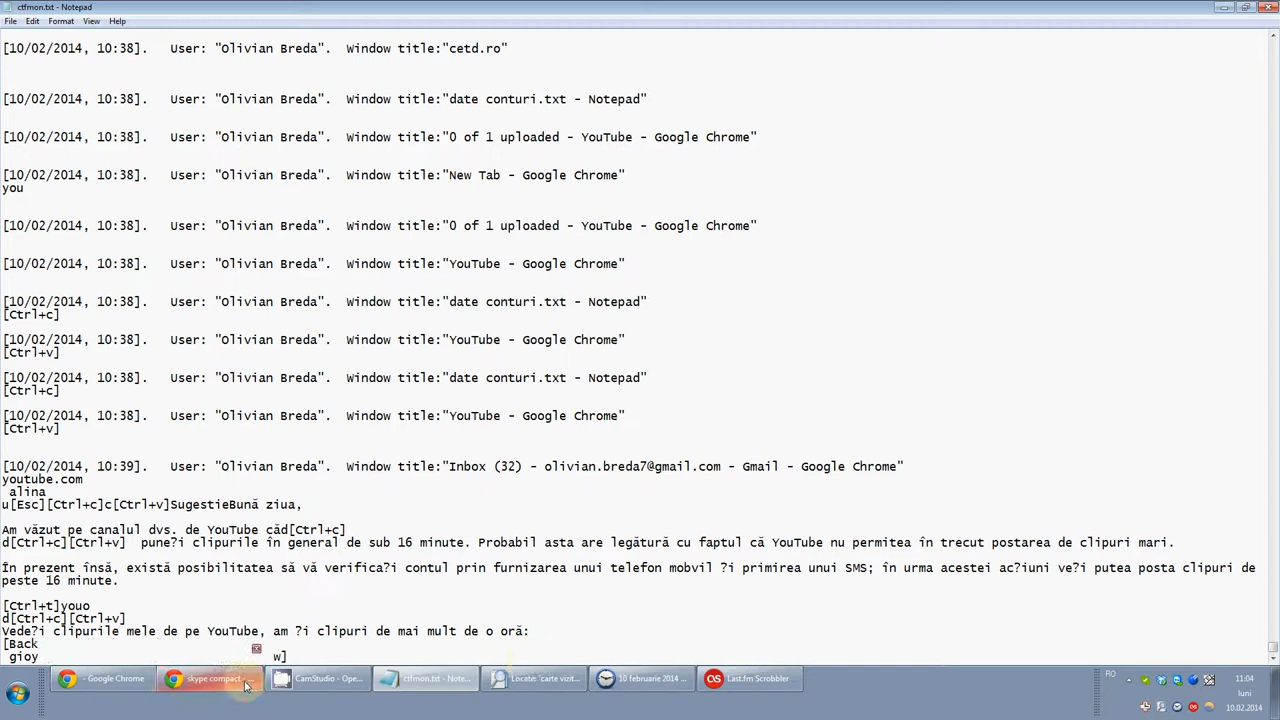 ctfmon.txt - Notepad
File Edit Format View Help
[10/02/2014, 10:38]. User: "Olivian Breda". Window title:"cetd.ro"
[10/02/2014, 10:38]. User: "Olivian Breda". Window title:"date conturi.txt - Notepad"
[10/02/2014, 10:38]. User: "Olivian Breda". Window title:"0 of 1 uploaded - YouTube - Google Chrome"
[10/02/2014, 10:38]. User: "Olivian Breda". Window title:"New Tab - Google Chrome"
you
[10/02/2014, 10:38]. User: "Olivian Breda". Window title:"0 of 1 uploaded - YouTube - Google Chrome"
[10/02/2014, 10:38]. User: "Olivian Breda". Window title:"YouTube - Google Chrome"
[10/02/2014, 10:38]. User: "Olivian Breda". Window title:"date conturi.txt - Notepad"
[Ctrl+c]
[10/02/2014, 10:38]. User: "Olivian Breda". Window title:"YouTube - Google Chrome"
[Ctrl+v]
[10/02/2014, 10:38]. User: "Olivian Breda". Window title:"date conturi.txt - Notepad"
[Ctrl+c]
[10/02/2014, 10:38]. User: "Olivian Breda". Window title:"YouTube - Google Chrome"
[Ctrl+v]
[10/02/2014, 10:39]. User: "Olivian Breda". Window title:"Inbox (32) - olivian.breda7@gmail.com - Gmail - Google Chrome"
youtube.com
alina
u[Esc][Ctrl+c]c[Ctrl+v]SugestieBună ziua,
Am văzut pe canalul dvs. de YouTube căd[Ctrl+c]
d[Ctrl+c][Ctrl+v] pune?i clipurile în general de sub 16 minute. Probabil asta are legătură cu faptul că YouTube nu permitea în trecut postarea de clipuri mari.
În prezent însă, există posibilitatea să vă verifica?i contul prin furnizarea unui telefon mobvil ?i primirea unui SMS; în urma acestei ac?iuni ve?i putea posta clipuri de
peste 16 minute.
[Ctrl+t]youo
d[Ctrl+c][Ctrl+v]
Vede?i clipurile mele de pe YouTube, am ?i clipuri de mai mult de o oră:
[Back
gioy w]
- Google Chrome skype compact - ... CamStudio - Ope... ctfmon.txt - Note... Locate: 'carte vizit... 10 februarie 2014 ... Last.fm Scrobbler RO 11:04
luni
10.02.2014